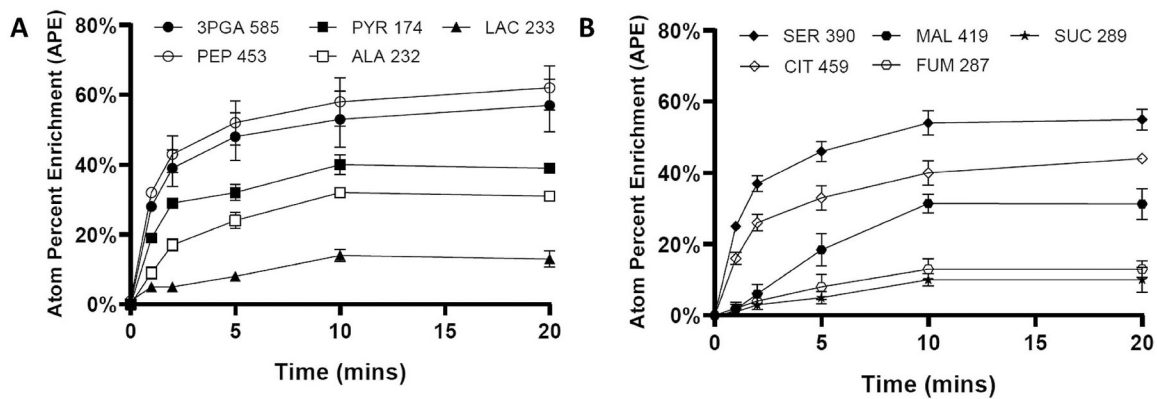 A
80%
60%
40%
20%
0%
Atom Percent Enrichment (APE)
3PGA 585
PYR 174
LAC 233
PEP 453
ALA 232
0
5
10
15
20
Time (mins)
B
80%
60%
40%
20%
0%
Atom Percent Enrichment (APE)
SER 390
MAL 419
SUC 289
CIT 459
FUM 287
0
5
10
15
20
Time (mins)